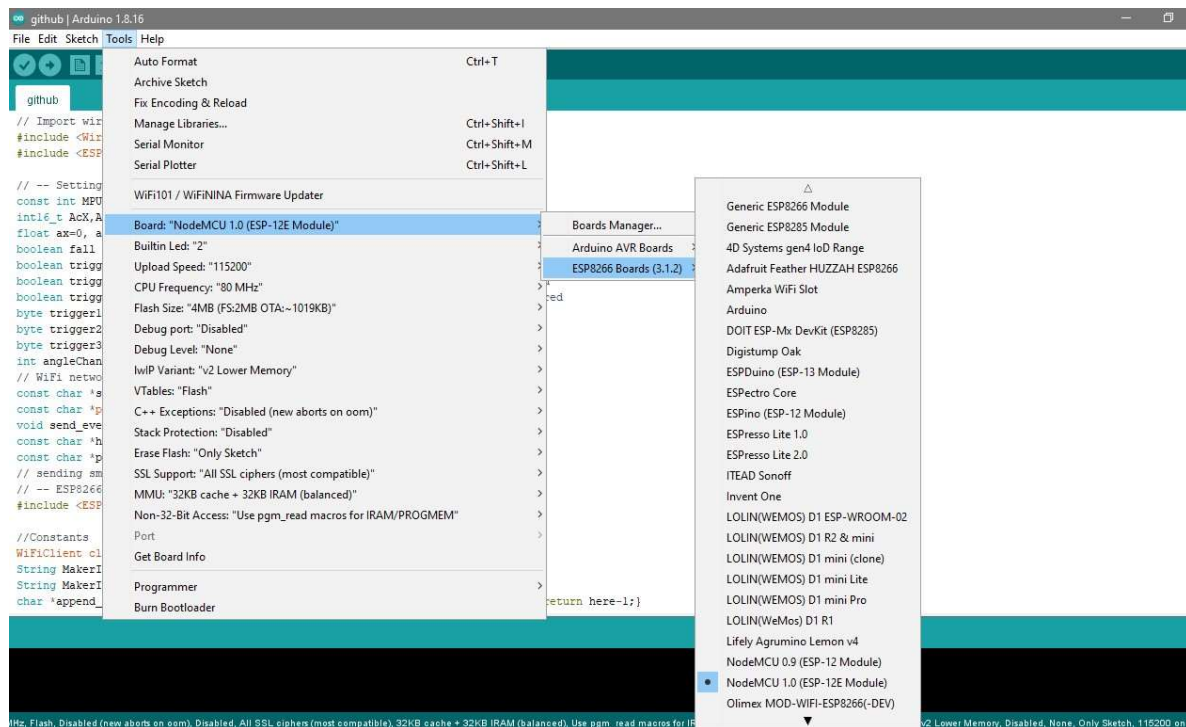 github | Arduino 1.8.16
File Edit Sketch Tools Help
github
// Import wir
#include <Wir
#include <ESP
// -- Setting
const int MPU
int16_t AcX,A
float ax=0, a
boolean fall
boolean trigg
boolean trigg
boolean trigg
byte trigger1
byte trigger2
byte trigger3
int angleChan
// WiFi netwo
const char *s
const char *p
void send_eve
const char *h
const char *p
// sending sm
// -- ESP8266
#include <ESP
//Constants
WiFiClient cl
String MakerI
String MakerI
char *append_
Auto Format Ctrl+T
Archive Sketch
Fix Encoding & Reload
Manage Libraries... Ctrl+Shift+I
Serial Monitor Ctrl+Shift+M
Serial Plotter Ctrl+Shift+L
WiFi101 / WiFiNINA Firmware Updater
Board: "NodeMCU 1.0 (ESP-12E Module)"
Builtin Led: "2"
Upload Speed: "115200"
CPU Frequency: "80 MHz"
Flash Size: "4MB (FS:2MB OTA:~1019KB)"
Debug port: "Disabled"
Debug Level: "None"
lwIP Variant: "v2 Lower Memory"
VTables: "Flash"
C++ Exceptions: "Disabled (new aborts on oom)"
Stack Protection: "Disabled"
Erase Flash: "Only Sketch"
SSL Support: "All SSL ciphers (most compatible)"
MMU: "32KB cache + 32KB IRAM (balanced)"
Non-32-Bit Access: "Use pgm_read macros for IRAM/PROGMEM"
Port
Get Board Info
Programmer
Burn Bootloader
Boards Manager...
Arduino AVR Boards
ESP8266 Boards (3.1.2)
red
return here-1;}
Generic ESP8266 Module
Generic ESP8285 Module
4D Systems gen4 IoD Range
Adafruit Feather HUZZAH ESP8266
Amperka WiFi Slot
Arduino
DOIT ESP-Mx DevKit (ESP8285)
Digistump Oak
ESPDuino (ESP-13 Module)
ESPectro Core
ESPino (ESP-12 Module)
ESPresso Lite 1.0
ESPresso Lite 2.0
ITEAD Sonoff
Invent One
LOLIN(WEMOS) D1 ESP-WROOM-02
LOLIN(WEMOS) D1 R2 & mini
LOLIN(WEMOS) D1 mini (clone)
LOLIN(WEMOS) D1 mini Lite
LOLIN(WEMOS) D1 mini Pro
LOLIN(WeMos) D1 R1
Lifely Agrumino Lemon v4
NodeMCU 0.9 (ESP-12 Module)
NodeMCU 1.0 (ESP-12E Module)
Olimex MOD-WIFI-ESP8266(-DEV)
MHz, Flash, Disabled (new aborts on oom), Disabled, All SSL ciphers (most compatible), 32KB cache + 32KB IRAM (balanced), Use pgm_read macros for IR v2 Lower Memory, Disabled, None, Only Sketch, 115200 on